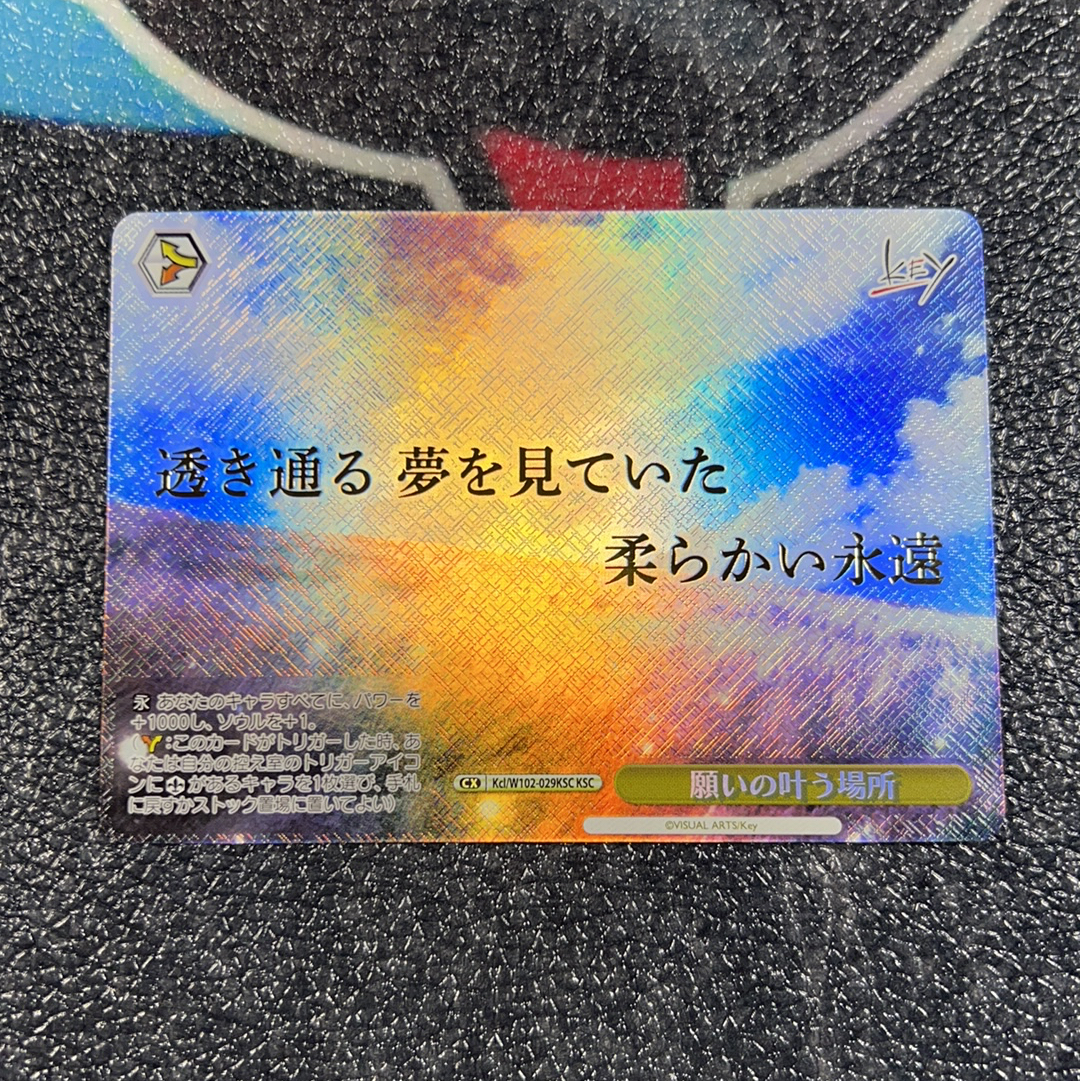 key
透き通る 夢を見ていた
柔らかい永遠
永 あなたのキャラすべてに、パワーを
+1000し、ソウルを+1。
( :このカードがトリガーした時、あ
なたは自分の控え室のトリガーアイコ
ンに があるキャラを1枚選び、手札
に戻すかストック置場に置いてよい)
CX Kcl/W102-029KSC KSC
願いの叶う場所
©VISUAL ARTS/Key